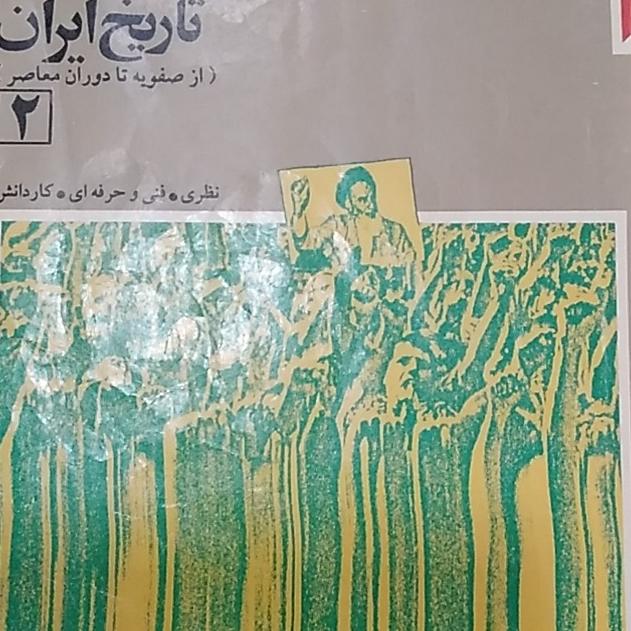 تاریخ ایران
( از صفویه تا دوران معاصر )
۲
نظری ● فنی و حرفه ای ● کاردانش